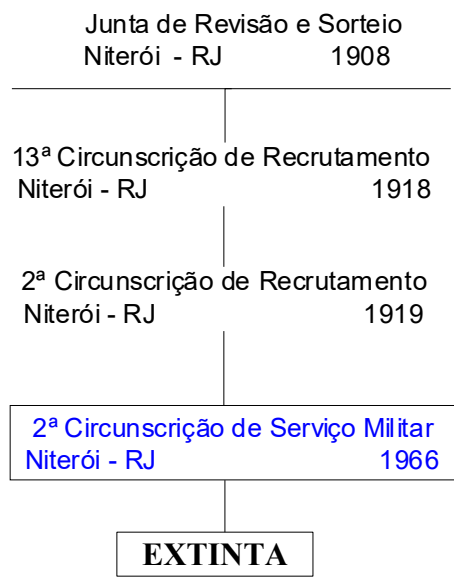 Junta de Revisão e Sorteio
Niterói - RJ 1908
13ª Circunscrição de Recrutamento
Niterói - RJ 1918
2ª Circunscrição de Recrutamento
Niterói - RJ 1919
2ª Circunscrição de Serviço Militar
Niterói - RJ 1966
EXTINTA